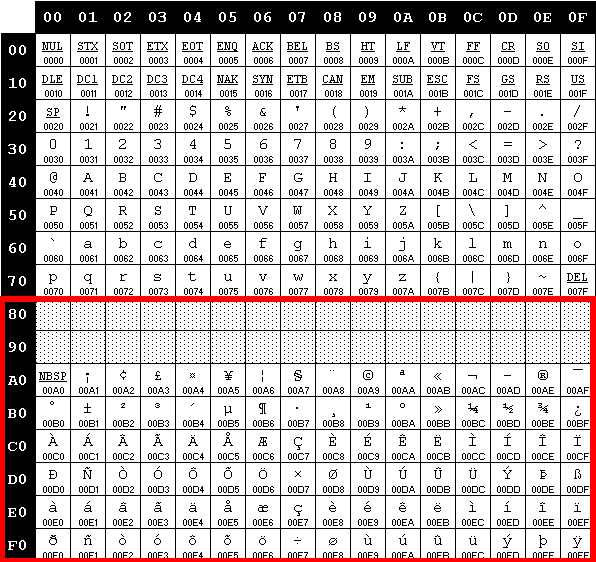 00 01 02 03 04 05 06 07 08 09 0A 0B 0C 0D 0E 0F
00 NUL STX SOT ETX EOT ENQ ACK BEL BS HT LF VT FF CR SO SI
0000 0001 0002 0003 0004 0005 0006 0007 0008 0009 000A 000B 000C 000D 000E 000F
10 DLE DC1 DC2 DC3 DC4 NAK SYN ETB CAN EM SUB ESC FS GS RS US
0010 0011 0012 0013 0014 0015 0016 0017 0018 0019 001A 001B 001C 001D 001E 001F
20 SP ! " # $ % & ' ( ) * + , - . /
0020 0021 0022 0023 0024 0025 0026 0027 0028 0029 002A 002B 002C 002D 002E 002F
30 0 1 2 3 4 5 6 7 8 9 : ; < = > ?
0030 0031 0032 0033 0034 0035 0036 0037 0038 0039 003A 003B 003C 003D 003E 003F
40 @ A B C D E F G H I J K L M N O
0040 0041 0042 0043 0044 0045 0046 0047 0048 0049 004A 004B 004C 004D 004E 004F
50 P Q R S T U V W X Y Z [ \ ] ^ _
0050 0051 0052 0053 0054 0055 0056 0057 0058 0059 005A 005B 005C 005D 005E 005F
60 ` a b c d e f g h i j k l m n o
0060 0061 0062 0063 0064 0065 0066 0067 0068 0069 006A 006B 006C 006D 006E 006F
70 p q r s t u v w x y z { | } ~ DEL
0070 0071 0072 0073 0074 0075 0076 0077 0078 0079 007A 007B 007C 007D 007E 007F
80
90
A0 NBSP ¡ ¢ £ ¤ ¥ ¦ § ¨ © ª « ¬ - ® ¯
00A0 00A1 00A2 00A3 00A4 00A5 00A6 00A7 00A8 00A9 00AA 00AB 00AC 00AD 00AE 00AF
B0 ° ± ² ³ ´ µ ¶ · ¸ ¹ º » ¼ ½ ¾ ¿
00B0 00B1 00B2 00B3 00B4 00B5 00B6 00B7 00B8 00B9 00BA 00BB 00BC 00BD 00BE 00BF
C0 À Á Â Ã Ä Å Æ Ç È É Ê Ë Ì Í Î Ï
00C0 00C1 00C2 00C3 00C4 00C5 00C6 00C7 00C8 00C9 00CA 00CB 00CC 00CD 00CE 00CF
D0 Ð Ñ Ò Ó Ô Õ Ö × Ø Ù Ú Û Ü Ý Þ ß
00D0 00D1 00D2 00D3 00D4 00D5 00D6 00D7 00D8 00D9 00DA 00DB 00DC 00DD 00DE 00DF
E0 à á â ã ä å æ ç è é ê ë ì í î ï
00E0 00E1 00E2 00E3 00E4 00E5 00E6 00E7 00E8 00E9 00EA 00EB 00EC 00ED 00EE 00EF
F0 ð ñ ò ó ô õ ö ÷ ø ù ú û ü ý þ ÿ
00F0 00F1 00F2 00F3 00F4 00F5 00F6 00F7 00F8 00F9 00FA 00FB 00FC 00FD 00FE 00FF